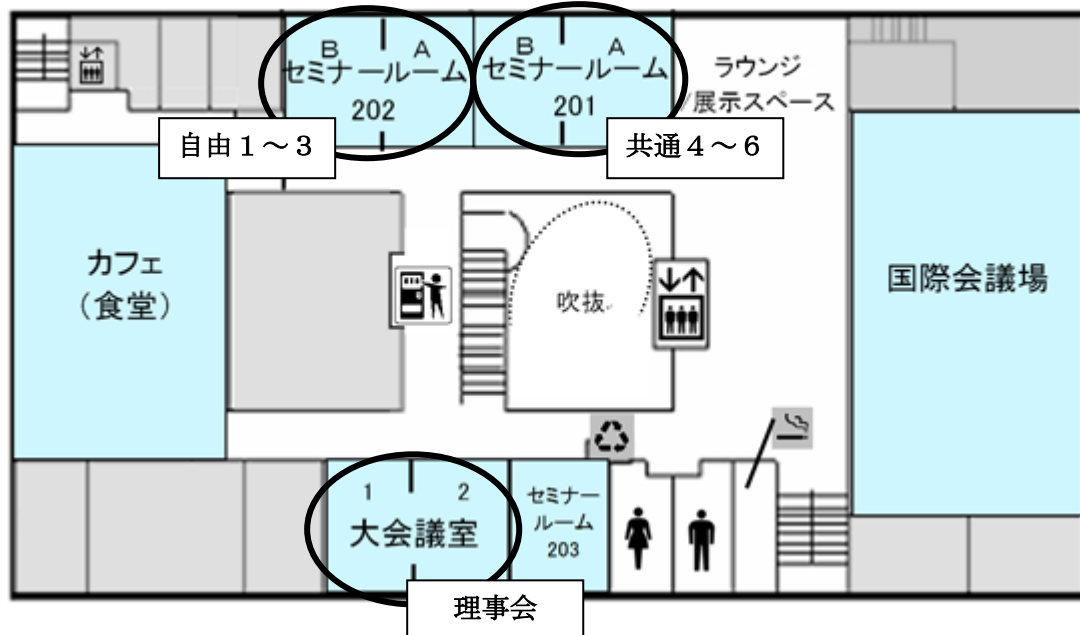 B A
セミナールーム
202
B A
セミナールーム
201
ラウンジ
/展示スペース
自由１～３
共通４～６
カフェ
（食堂）
吹抜
国際会議場
1 2
大会議室
セミナー
ルーム
203
理事会